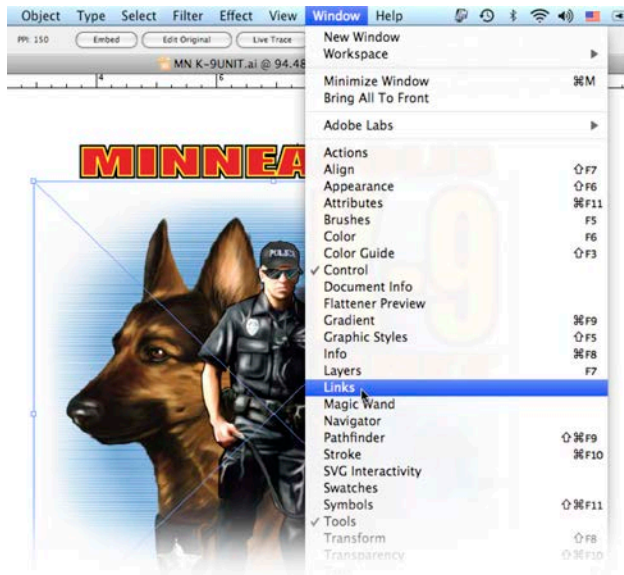 Object Type Select Filter Effect View Window Help
PPI: 150 Embed Edit Original Live Trace
MN K-9UNIT.ai @ 94.48
4 6
MINNEA
POLICE
New Window
Workspace
Minimize Window ⌘M
Bring All To Front
Adobe Labs
Actions
Align ⇧F7
Appearance ⇧F6
Attributes ⌘F11
Brushes F5
Color F6
Color Guide ⇧F3
✓ Control
Document Info
Flattener Preview
Gradient ⌘F9
Graphic Styles ⇧F5
Info ⌘F8
Layers F7
Links
Magic Wand
Navigator
Pathfinder ⇧⌘F9
Stroke ⌘F10
SVG Interactivity
Swatches
Symbols ⇧⌘F11
✓ Tools
Transform ⇧F8
Transparency ⇧⌘F10